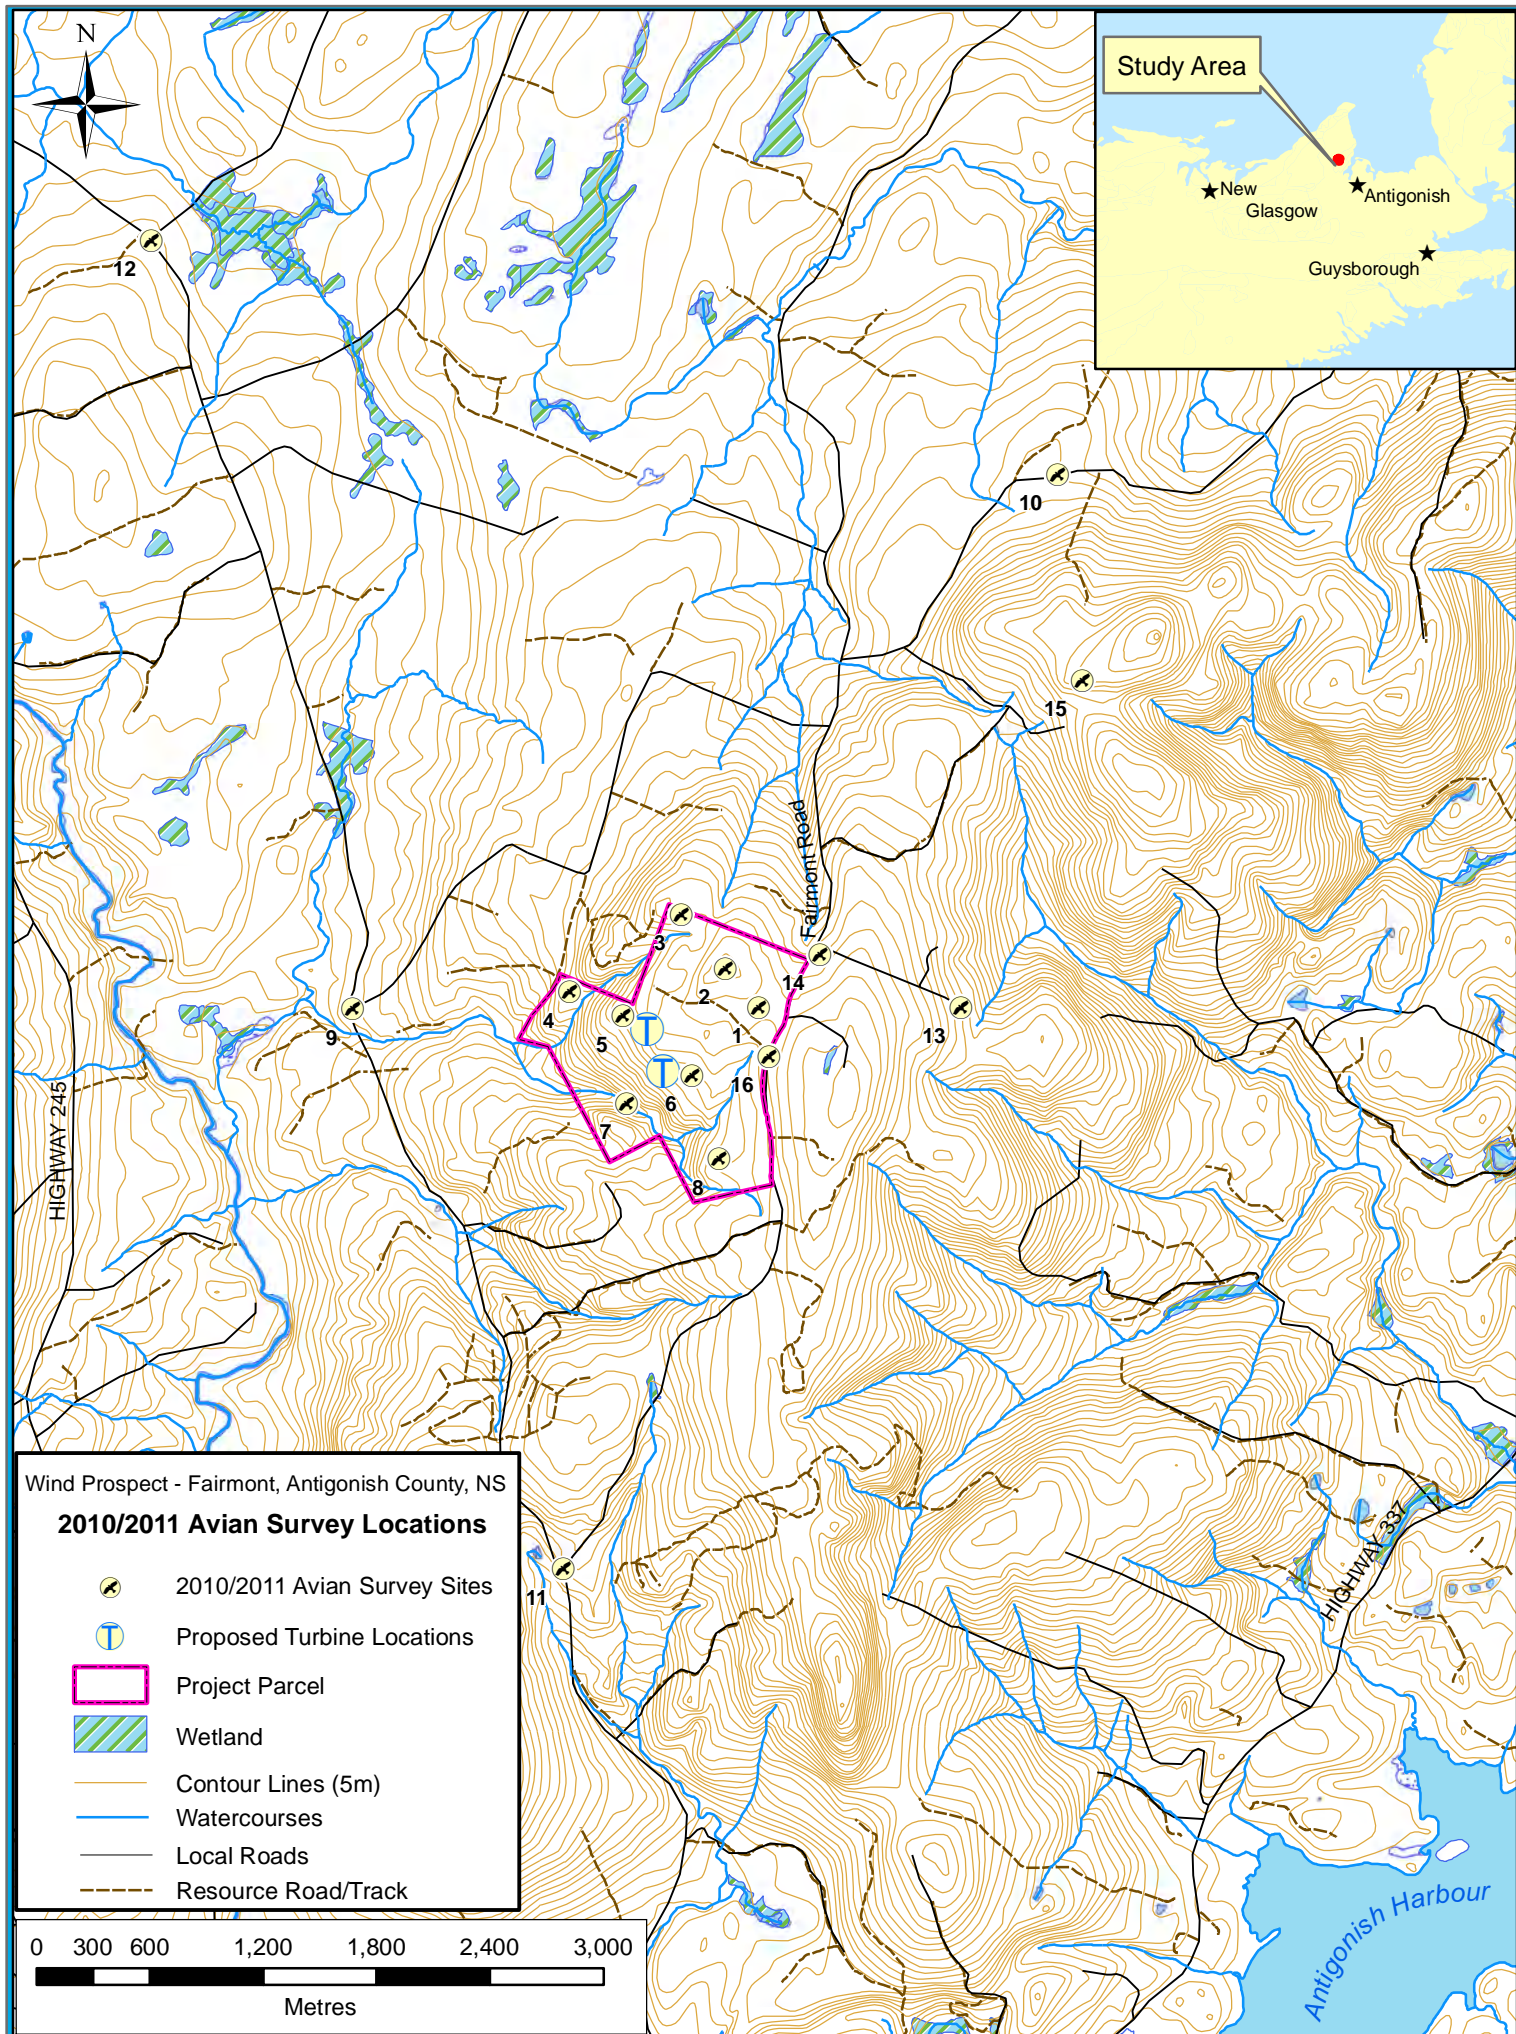 N
Study Area
New
Glasgow
Antigonish
Guysborough
12
10
15
Fairmont Road
3
2
14
4
1
13
9
5
16
6
7
8
HIGHWAY 245
11
HIGHWAY 337
Antigonish Harbour
Wind Prospect - Fairmont, Antigonish County, NS
2010/2011 Avian Survey Locations
2010/2011 Avian Survey Sites
T Proposed Turbine Locations
T
T
Project Parcel
Wetland
Contour Lines (5m)
Watercourses
Local Roads
Resource Road/Track
0 300 600 1,200 1,800 2,400 3,000
Metres